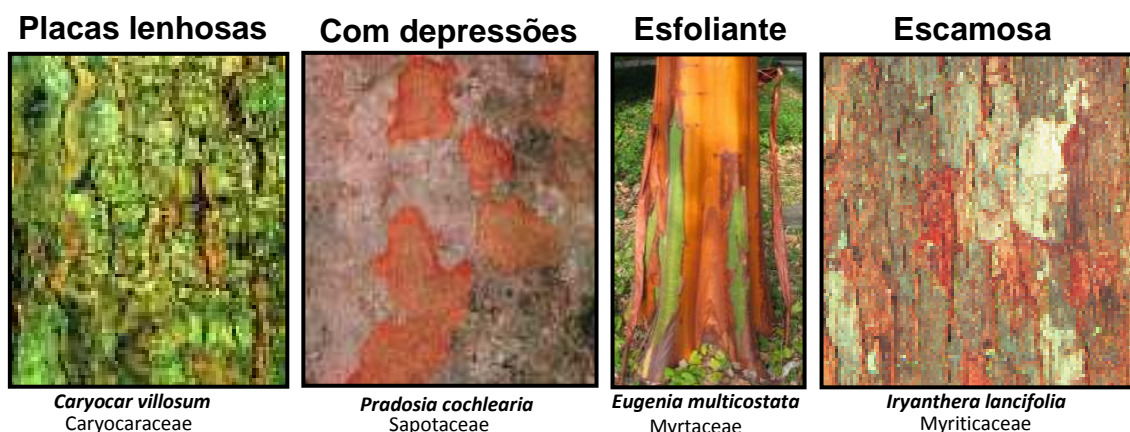 Placas lenhosas
Com depressões
Esfoliante
Escamosa
Caryocar villosum
Caryocaraceae
Pradosia cochlearia
Sapotaceae
Eugenia multicostata
Myrtaceae
Iryanthera lancifolia
Myriticaceae